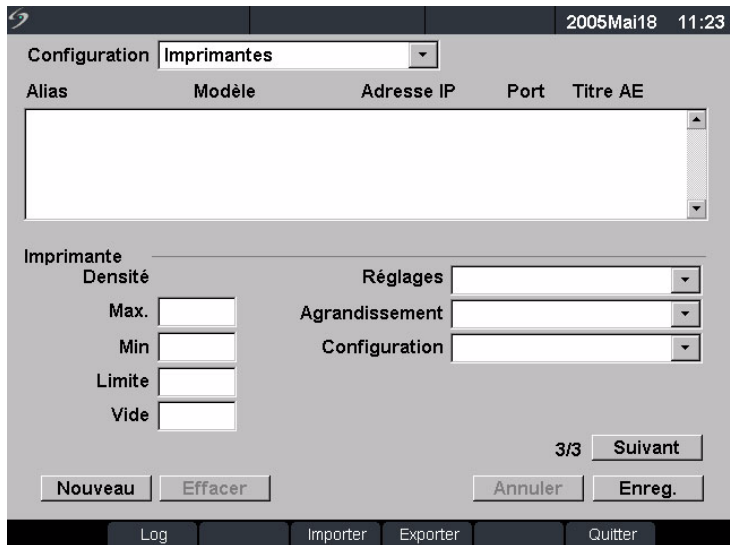 2005Mai18 11:23
Configuration Imprimantes
Alias Modèle Adresse IP Port Titre AE
Imprimante
Densité Réglages
Max. Agrandissement
Min Configuration
Limite
Vide
3/3 Suivant
Nouveau Effacer Annuler Enreg.
Log Importer Exporter Quitter